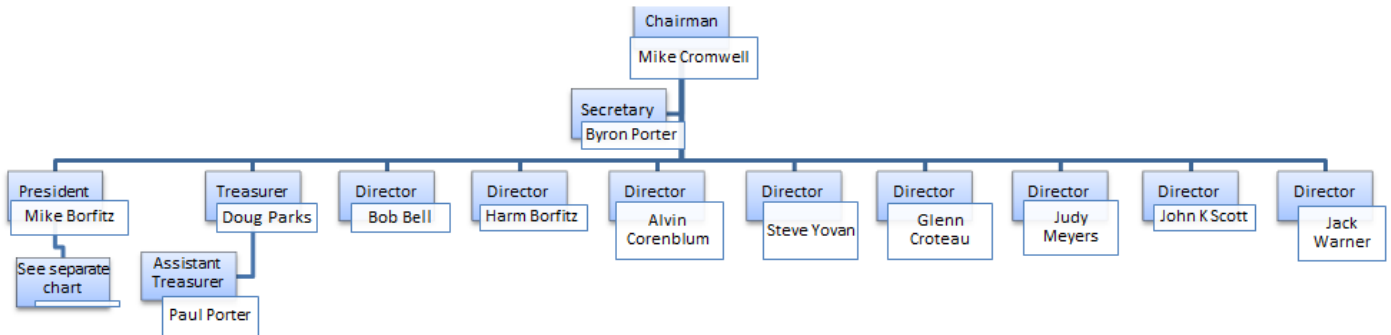 Chairman
Mike Cromwell
Secretary
Byron Porter
President
Mike Borfitz
Treasurer
Doug Parks
Director
Bob Bell
Director
Harm Borfitz
Director
Alvin
Corenblum
Director
Steve Yovan
Director
Glenn
Croteau
Director
Judy
Meyers
Director
John K Scott
Director
Jack
Warner
See separate
chart
Assistant
Treasurer
Paul Porter